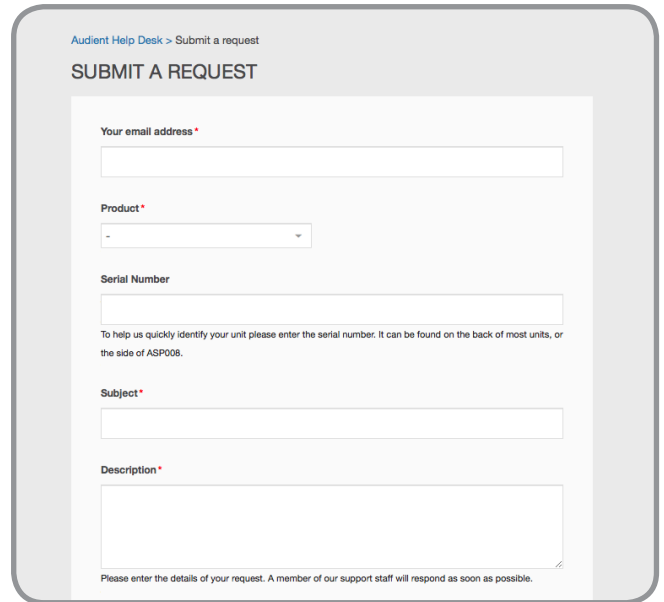 Audient Help Desk > Submit a request
SUBMIT A REQUEST
Your email address*
Product*
-
Serial Number
To help us quickly identify your unit please enter the serial number. It can be found on the back of most units, or
the side of ASP008.
Subject*
Description*
Please enter the details of your request. A member of our support staff will respond as soon as possible.